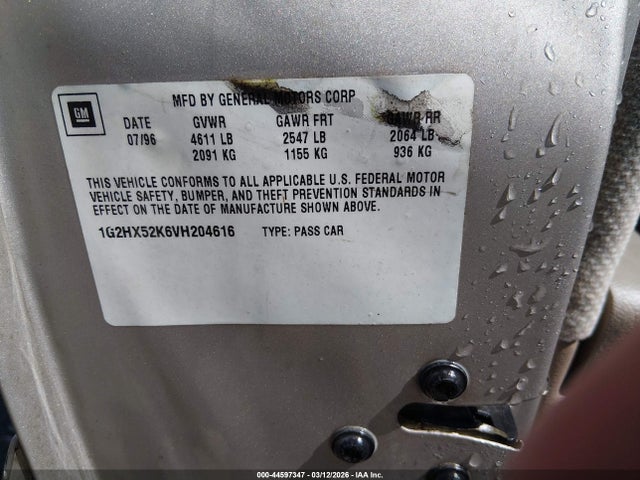 MFD BY GENERAL MOTORS CORP
GM
DATE GVWR GAWR FRT GAWR RR
07/96 4611 LB 2547 LB 2064 LB
2091 KG 1155 KG 936 KG
THIS VEHICLE CONFORMS TO ALL APPLICABLE U.S. FEDERAL MOTOR
VEHICLE SAFETY, BUMPER, AND THEFT PREVENTION STANDARDS IN
EFFECT ON THE DATE OF MANUFACTURE SHOWN ABOVE.
1G2HX52K6VH204616 TYPE: PASS CAR
000-44597347 | 03/12/2026 - IAA Inc.